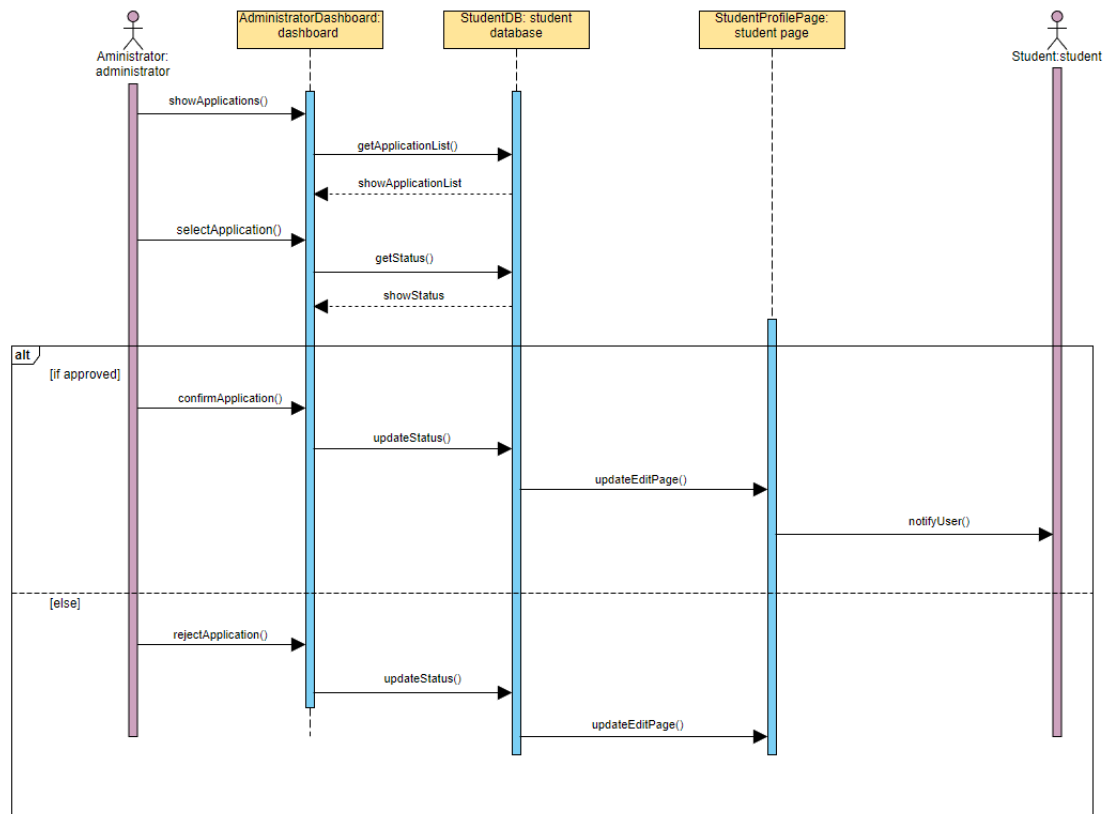 Aministrator:
administrator
AdministratorDashboard:
dashboard
StudentDB: student
database
StudentProfilePage:
student page
Student:student
showApplications()
getApplicationList()
showApplicationList
selectApplication()
getStatus()
showStatus
alt
[if approved]
confirmApplication()
updateStatus()
updateEditPage()
notifyUser()
[else]
rejectApplication()
updateStatus()
updateEditPage()